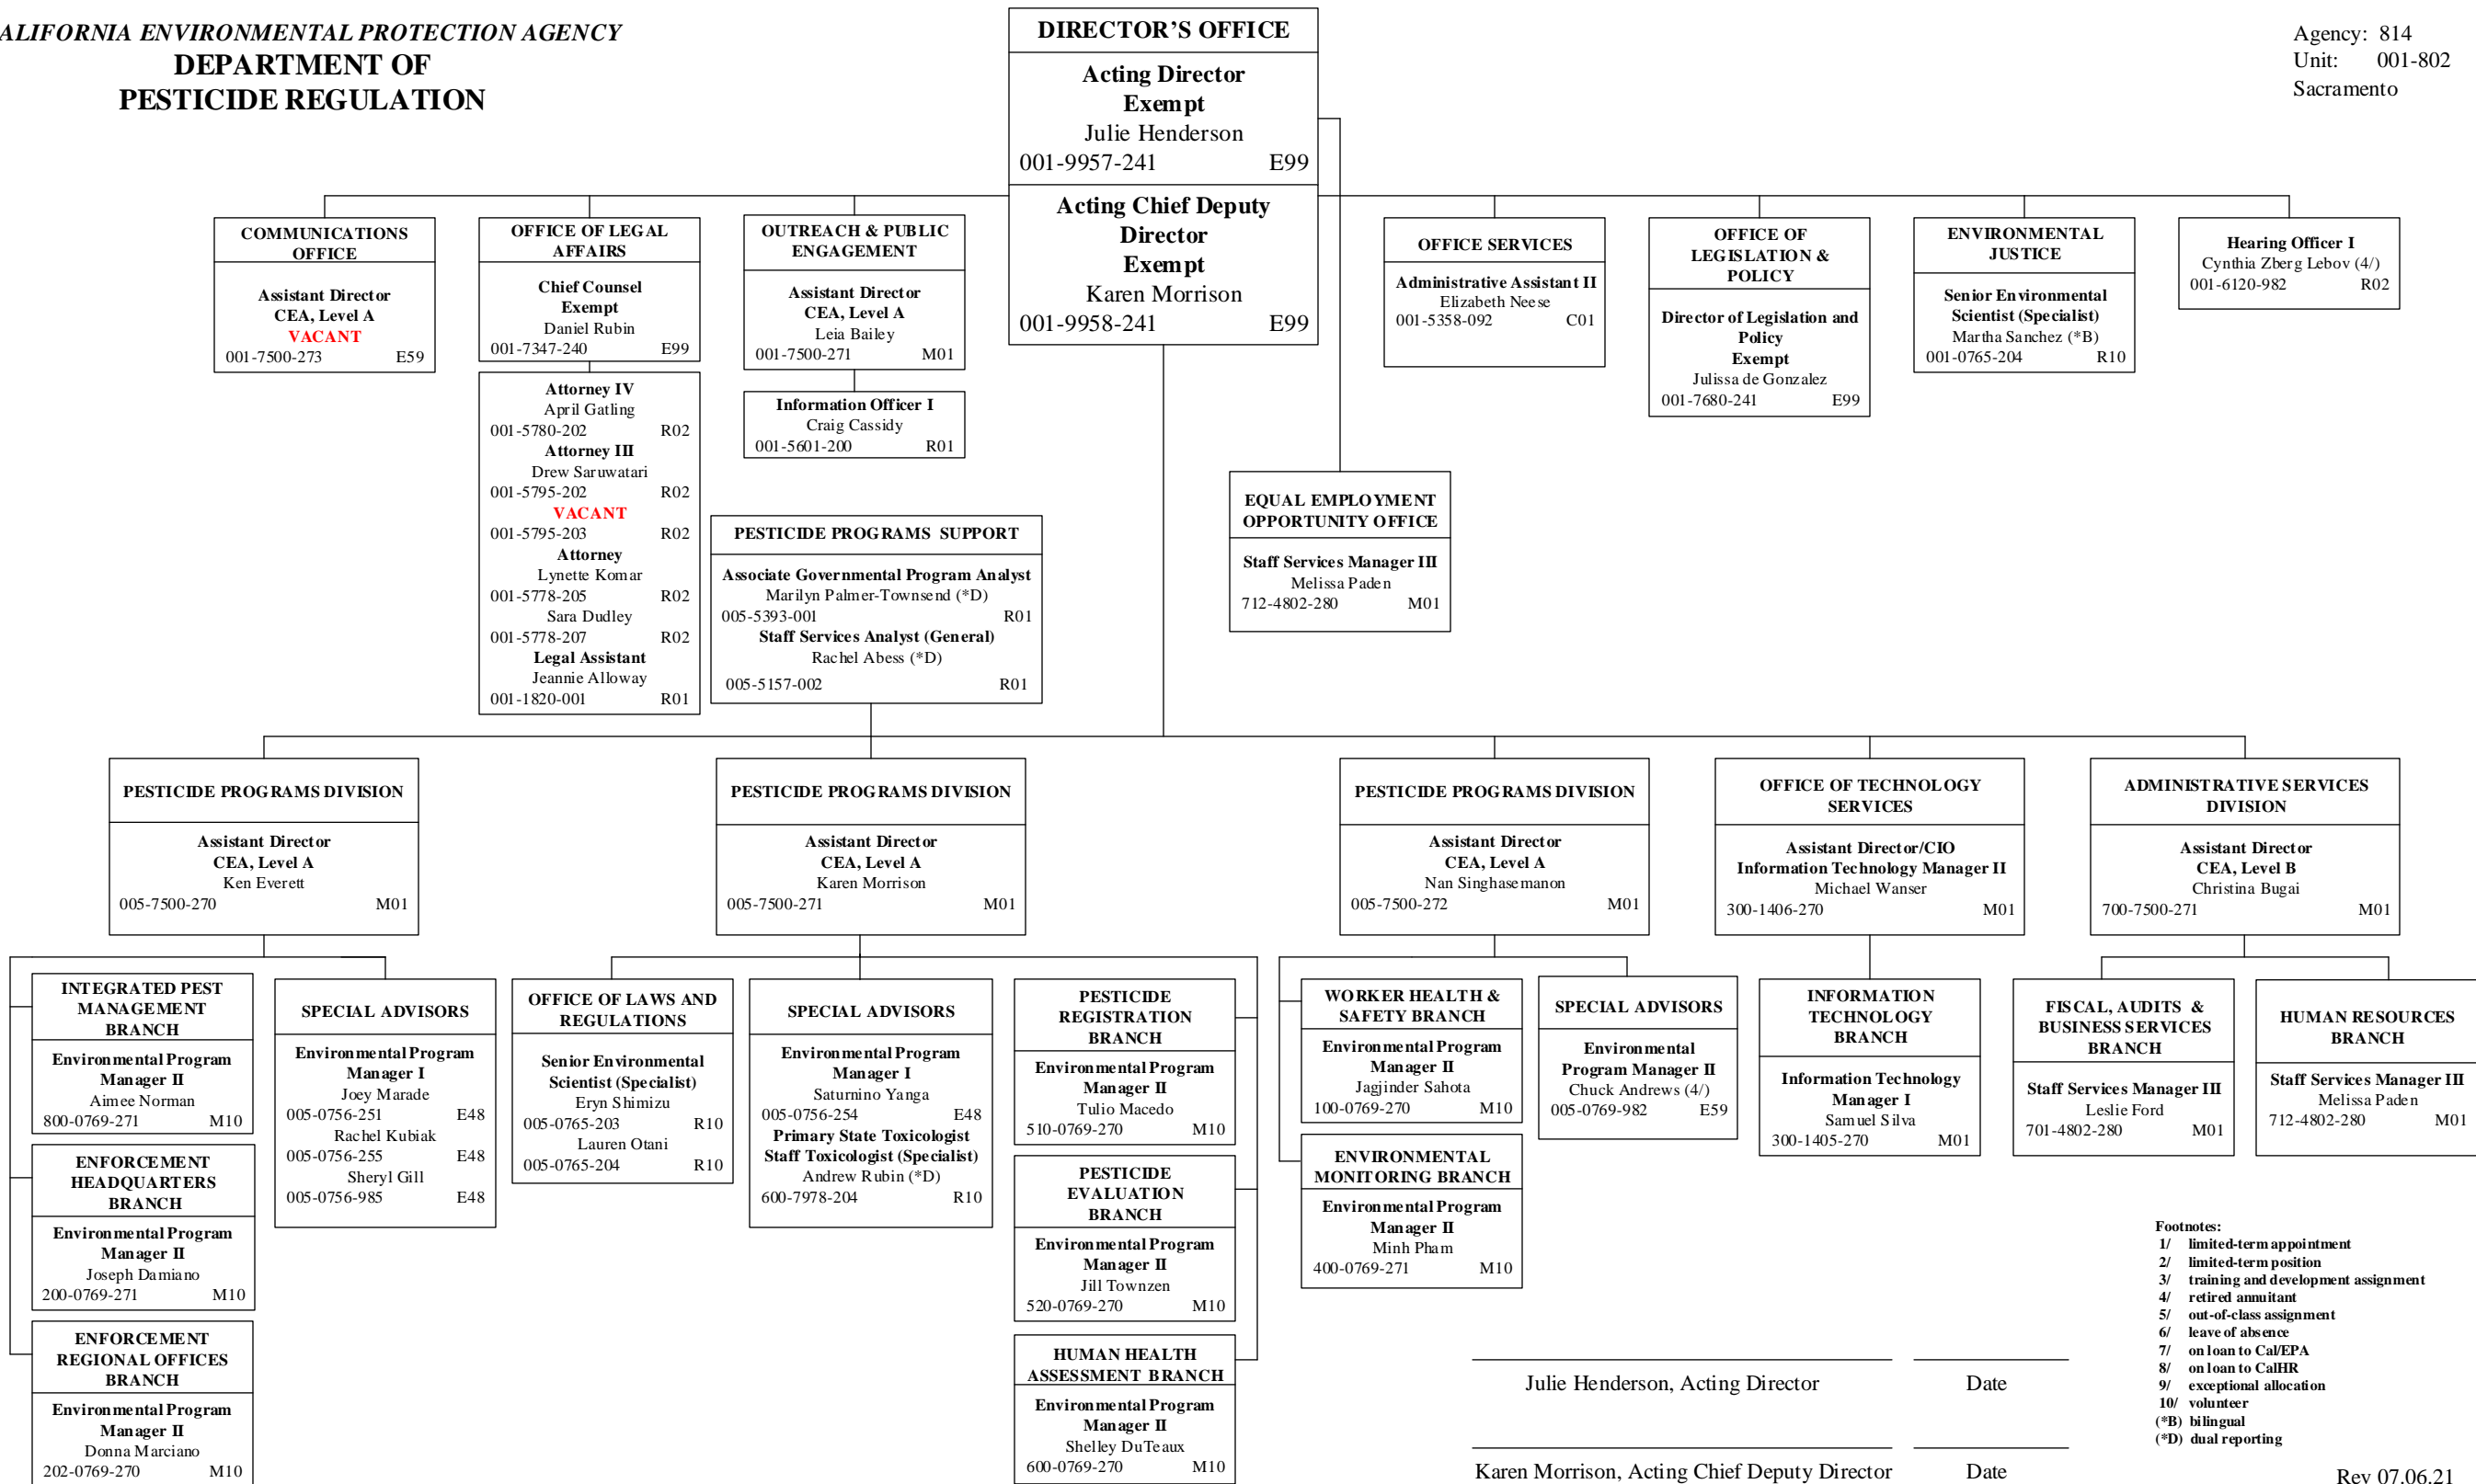 ALIFORNIA ENVIRONMENTAL PROTECTION AGENCY
DEPARTMENT OF
PESTICIDE REGULATION
DIRECTOR'S OFFICE
Acting Director
Exempt
Julie Henderson
001-9957-241 E99
Acting Chief Deputy
Director
Exempt
Karen Morrison
001-9958-241 E99
Agency: 814
Unit: 001-802
Sacramento
COMMUNICATIONS
OFFICE
Assistant Director
CEA, Level A
VACANT
001-7500-273 E59
OFFICE OF LEGAL
AFFAIRS
Chief Counsel
Exempt
Daniel Rubin
001-7347-240 E99
Attorney IV
April Gatling
001-5780-202 R02
Attorney III
Drew Saruwatari
001-5795-202 R02
VACANT
001-5795-203 R02
Attorney
Lynette Komar
001-5778-205 R02
Sara Dudley
001-5778-207 R02
Legal Assistant
Jeannie Alloway
001-1820-001 R01
OUTREACH & PUBLIC
ENGAGEMENT
Assistant Director
CEA, Level A
Leia Bailey
001-7500-271 M01
Information Officer I
Craig Cassidy
001-5601-200 R01
OFFICE SERVICES
Administrative Assistant II
Elizabeth Neese
001-5358-092 C01
OFFICE OF
LEGISLATION &
POLICY
Director of Legislation and
Policy
Exempt
Julissa de Gonzalez
001-7680-241 E99
ENVIRONMENTAL
JUSTICE
Senior Environmental
Scientist (Specialist)
Martha Sanchez (*B)
001-0765-204 R10
Hearing Officer I
Cynthia Zberg Lebov (4/)
001-6120-982 R02
EQUAL EMPLOYMENT
OPPORTUNITY OFFICE
Staff Services Manager III
Melissa Paden
712-4802-280 M01
PESTICIDE PROGRAMS SUPPORT
Associate Governmental Program Analyst
Marilyn Palmer-Townsend (*D)
005-5393-001 R01
Staff Services Analyst (General)
Rachel Abess (*D)
005-5157-002 R01
PESTICIDE PROGRAMS DIVISION
Assistant Director
CEA, Level A
Ken Everett
005-7500-270 M01
PESTICIDE PROGRAMS DIVISION
Assistant Director
CEA, Level A
Karen Morrison
005-7500-271 M01
PESTICIDE PROGRAMS DIVISION
Assistant Director
CEA, Level A
Nan Singhasemanon
005-7500-272 M01
OFFICE OF TECHNOLOGY
SERVICES
Assistant Director/CIO
Information Technology Manager II
Michael Wanser
300-1406-270 M01
ADMINISTRATIVE SERVICES
DIVISION
Assistant Director
CEA, Level B
Christina Bugai
700-7500-271 M01
INTEGRATED PEST
MANAGEMENT
BRANCH
Environmental Program
Manager II
Aimee Norman
800-0769-271 M10
ENFORCEMENT
HEADQUARTERS
BRANCH
Environmental Program
Manager II
Joseph Damiano
200-0769-271 M10
ENFORCEMENT
REGIONAL OFFICES
BRANCH
Environmental Program
Manager II
Donna Marciano
202-0769-270 M10
SPECIAL ADVISORS
Environmental Program
Manager I
Joey Marade
005-0756-251 E48
Rachel Kubiak
005-0756-255 E48
Sheryl Gill
005-0756-985 E48
OFFICE OF LAWS AND
REGULATIONS
Senior Environmental
Scientist (Specialist)
Eryn Shimizu
005-0765-203 R10
Lauren Otani
005-0765-204 R10
SPECIAL ADVISORS
Environmental Program
Manager I
Saturnino Yanga
005-0756-254 E48
Primary State Toxicologist
Staff Toxicologist (Specialist)
Andrew Rubin (*D)
600-7978-204 R10
PESTICIDE
REGISTRATION
BRANCH
Environmental Program
Manager II
Tulio Macedo
510-0769-270 M10
PESTICIDE
EVALUATION
BRANCH
Environmental Program
Manager II
Jill Townzen
520-0769-270 M10
HUMAN HEALTH
ASSESSMENT BRANCH
Environmental Program
Manager II
Shelley DuTeaux
600-0769-270 M10
WORKER HEALTH &
SAFETY BRANCH
Environmental Program
Manager II
Jagjinder Sahota
100-0769-270 M10
ENVIRONMENTAL
MONITORING BRANCH
Environmental Program
Manager II
Minh Pham
400-0769-271 M10
SPECIAL ADVISORS
Environmental
Program Manager II
Chuck Andrews (4/)
005-0769-982 E59
INFORMATION
TECHNOLOGY
BRANCH
Information Technology
Manager I
Samuel Silva
300-1405-270 M01
FISCAL, AUDITS &
BUSINESS SERVICES
BRANCH
Staff Services Manager III
Leslie Ford
701-4802-280 M01
HUMAN RESOURCES
BRANCH
Staff Services Manager III
Melissa Paden
712-4802-280 M01
Footnotes:
1/ limited-term appointment
2/ limited-term position
3/ training and development assignment
4/ retired annuitant
5/ out-of-class assignment
6/ leave of absence
7/ on loan to Cal/EPA
8/ on loan to CalHR
9/ exceptional allocation
10/ volunteer
(*B) bilingual
(*D) dual reporting
Julie Henderson, Acting Director Date
Karen Morrison, Acting Chief Deputy Director Date
Rev 07.06.21